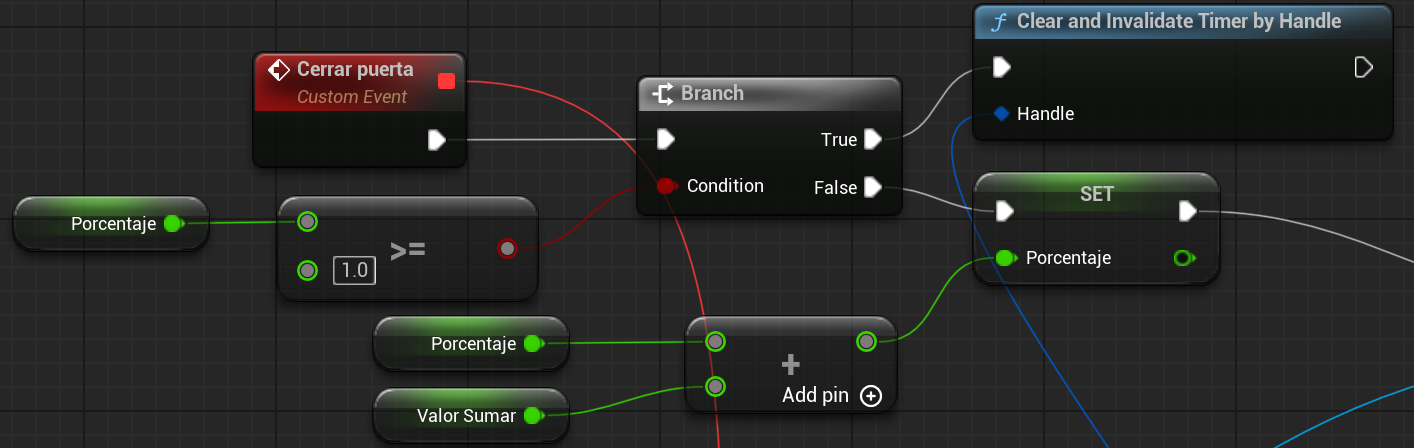 Clear and Invalidate Timer by Handle
Handle
Cerrar puerta
Custom Event
Branch
True
Condition
False
Porcentaje
>=
1.0
SET
Porcentaje
Porcentaje
Valor Sumar
+
Add pin